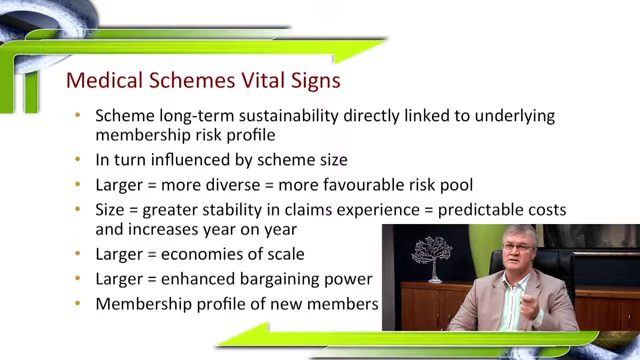 Medical Schemes Vital Signs
• Scheme long-term sustainability directly linked to underlying
membership risk profile
• In turn influenced by scheme size
• Larger = more diverse = more favourable risk pool
• Size = greater stability in claims experience = predictable costs
and increases year on year
• Larger = economies of scale
• Larger = enhanced bargaining power
• Membership profile of new members